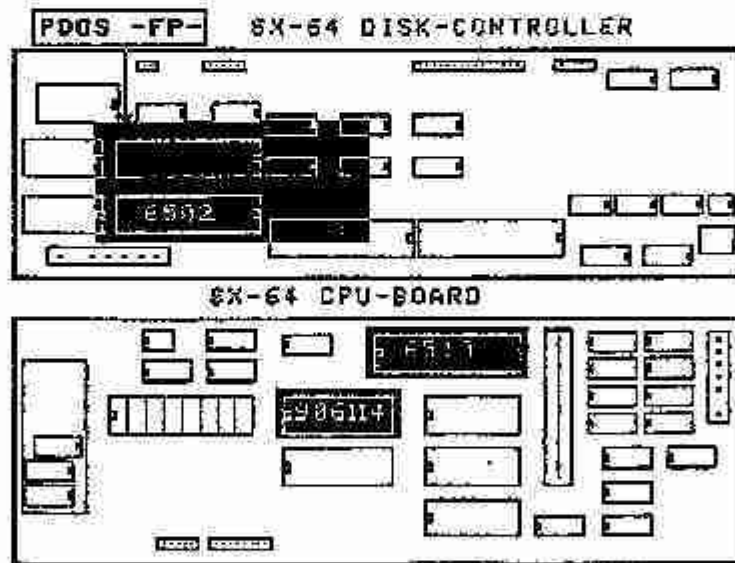 PDOS -FP-
SX-64 DISK-CONTROLLER
6502
SX-64 CPU-BOARD